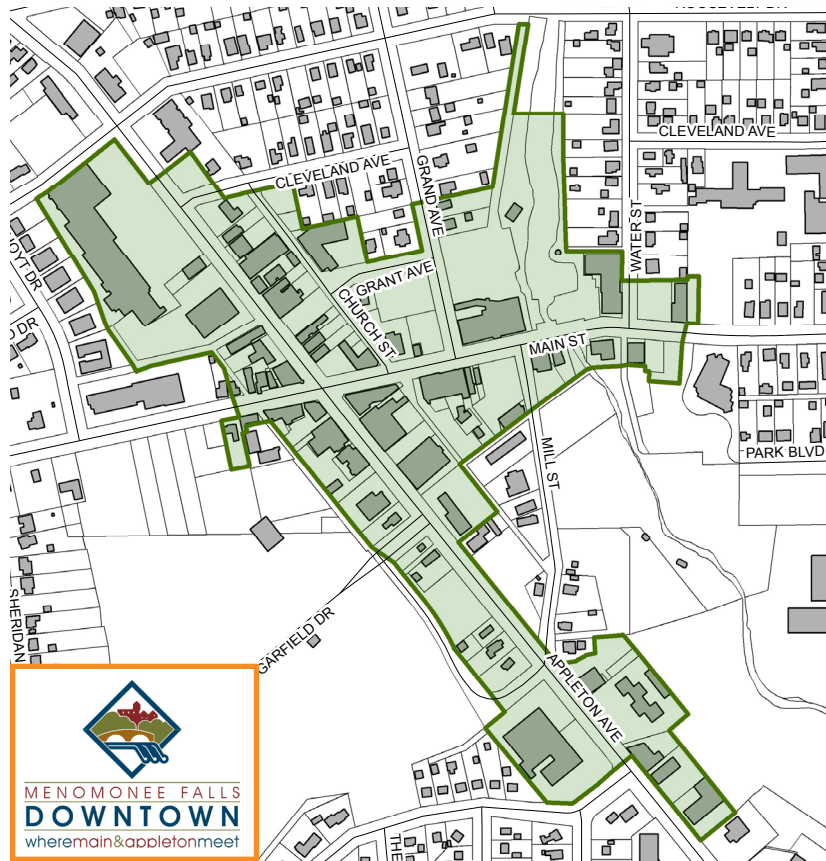 CLEVELAND AVE
CLEVELAND AVE
GRAND AVE
WATER ST
GRANT AVE
CHURCH ST.
MAIN ST
PARK BLVD
MILL ST
SHERIDAN
GARFIELD DR
APPLETON AVE
MENOMONEE FALLS
DOWNTOWN
wheremain&appletonmeet